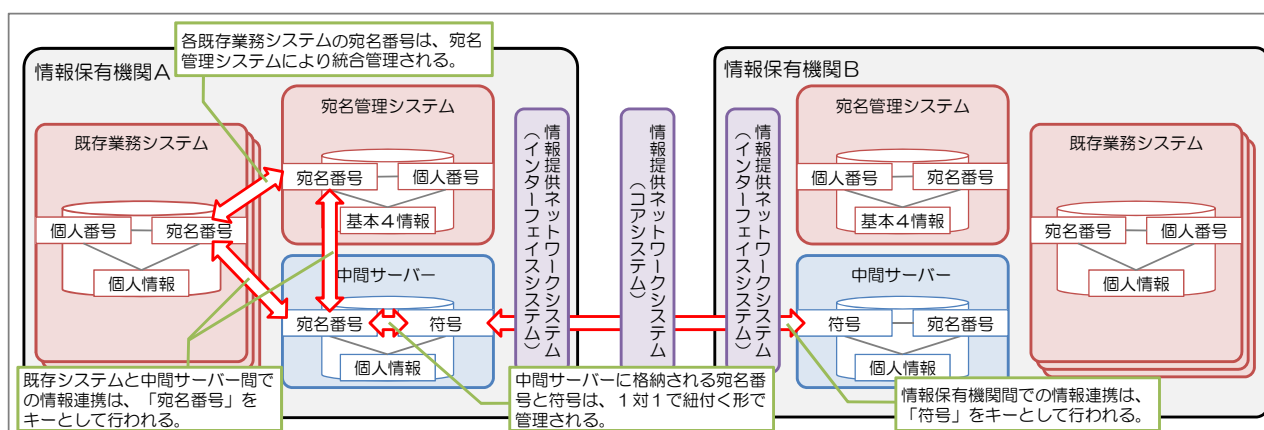 各既存業務システムの宛名番号は、宛名
管理システムにより統合管理される。
情報保有機関A
宛名管理システム
宛名番号
個人番号
基本4情報
既存業務システム
個人番号
宛名番号
個人情報
中間サーバー
宛名番号
符号
個人情報
情報提供ネットワークシステム
(インターフェイスシステム)
情報提供ネットワークシステム
(コアシステム)
情報提供ネットワークシステム
(インターフェイスシステム)
情報保有機関B
宛名管理システム
個人番号
宛名番号
基本4情報
既存業務システム
宛名番号
個人番号
個人情報
中間サーバー
符号
宛名番号
個人情報
既存システムと中間サーバー間で
の情報連携は、「宛名番号」を
キーとして行われる。
中間サーバーに格納される宛名番
号と符号は、1対1で紐付く形で
管理される。
情報保有機関間での情報連携は、
「符号」をキーとして行われる。